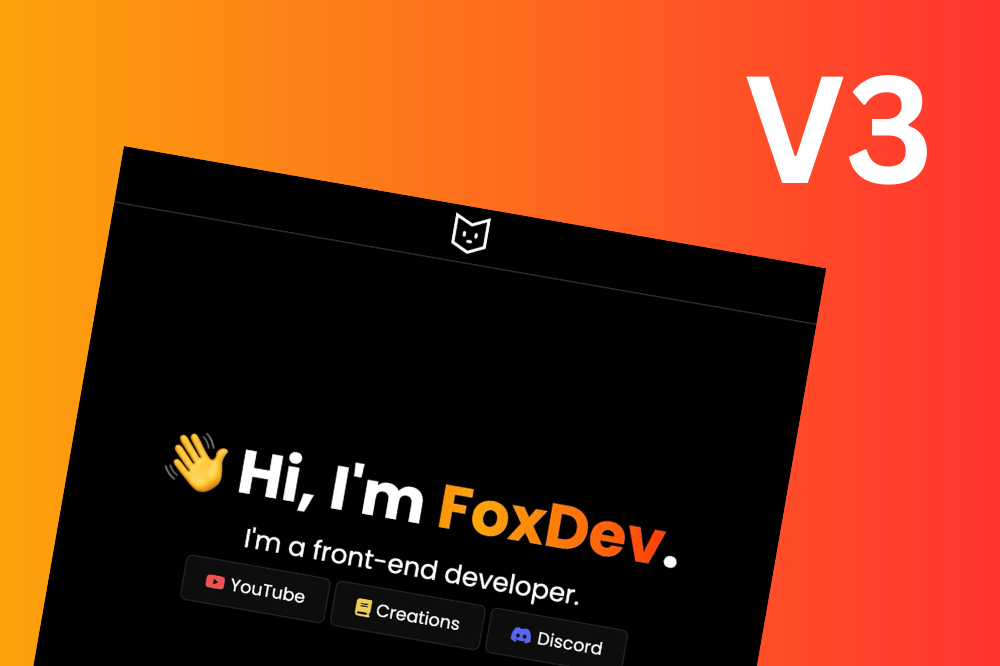 V3
👋 Hi, I'm FoxDev.
I'm a front-end developer.
YouTube Creations Discord